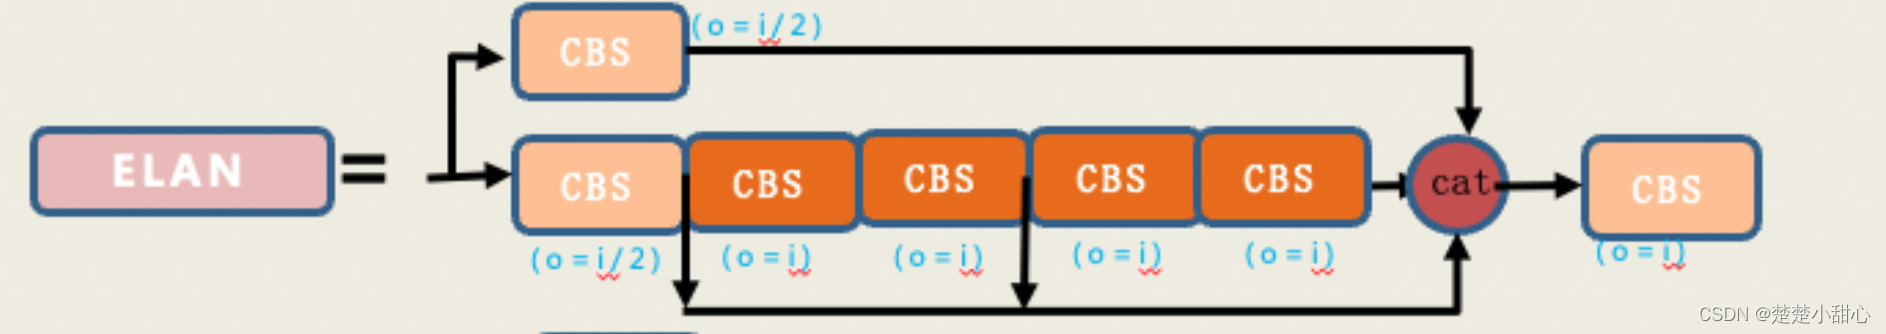 CBS
(o=i/2)
ELAN
=
CBS
CBS
CBS
CBS
CBS
cat
CBS
(o=i/2)
(o=i)
(o=i)
(o=i)
(o=i)
(o=i)
CSDN @楚楚小甜心